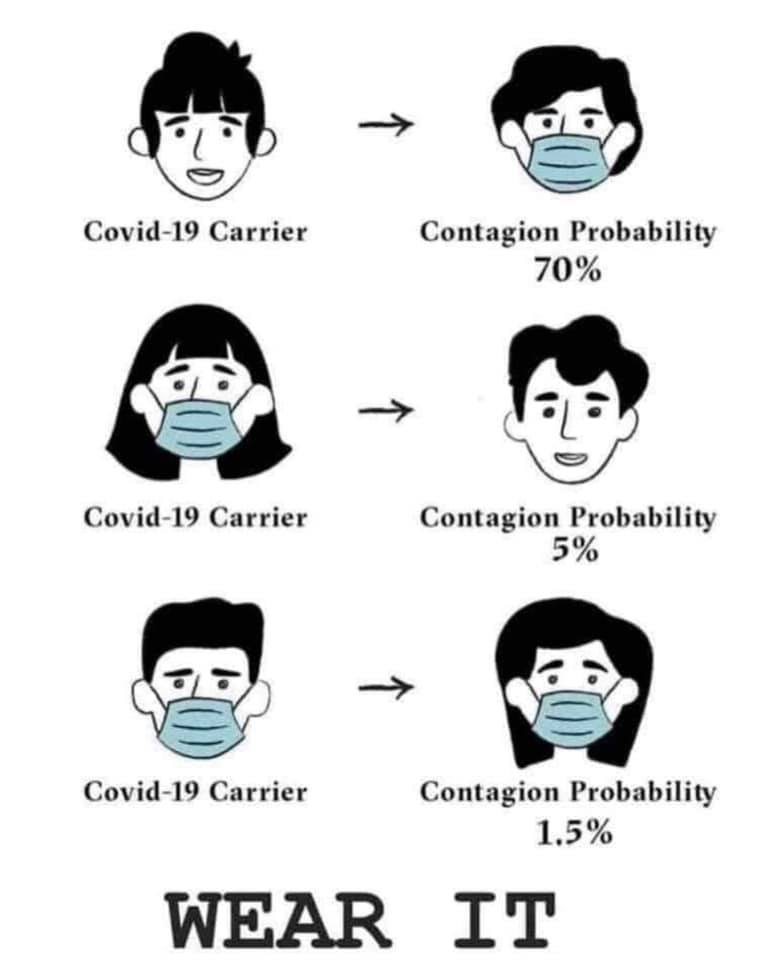 Covid-19 Carrier
Contagion Probability
70%
Covid-19 Carrier
Contagion Probability
5%
Covid-19 Carrier
Contagion Probability
1.5%
WEAR IT